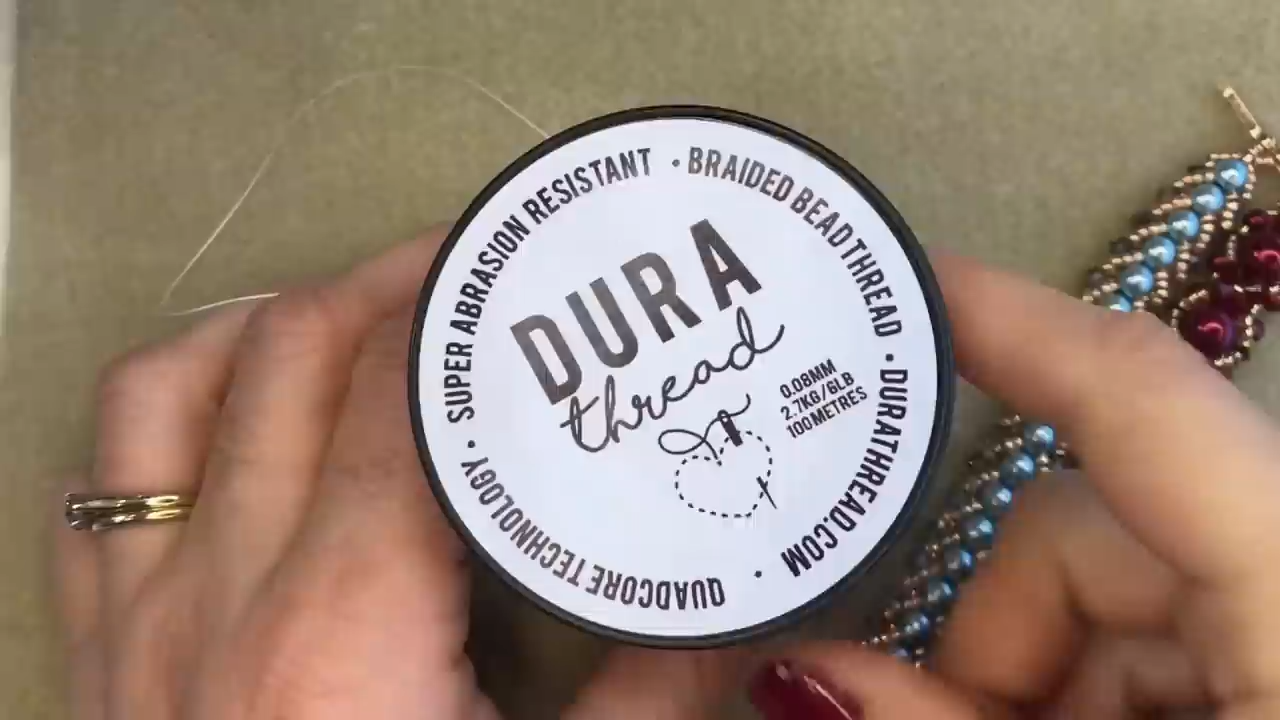 SUPER ABRASION RESISTANT • BRAIDED BEAD THREAD • DURATHREAD.COM • QUADCORE TECHNOLOGY •
DURA
thread
0.08MM
2.7KG/6LB
100METRES